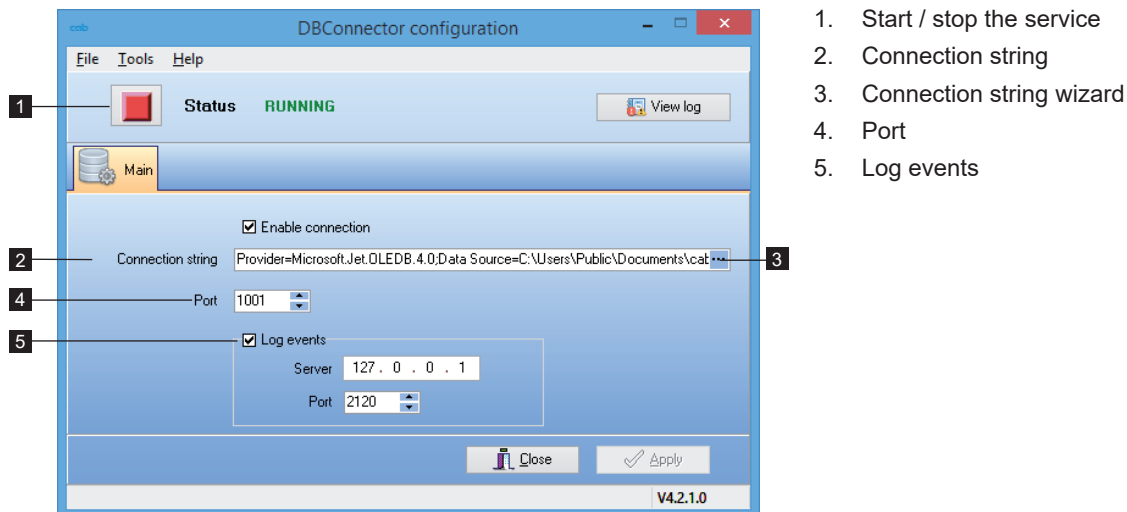 cab DBConnector configuration
File Tools Help
1 Status RUNNING View log
Main
Enable connection
2 Connection string Provider=Microsoft.Jet.OLEDB.4.0;Data Source=C:\Users\Public\Documents\cab ... 3
4 Port 1001
5 Log events
Server 127 . 0 . 0 . 1
Port 2120
Close Apply
V4.2.1.0
1. Start / stop the service
2. Connection string
3. Connection string wizard
4. Port
5. Log events